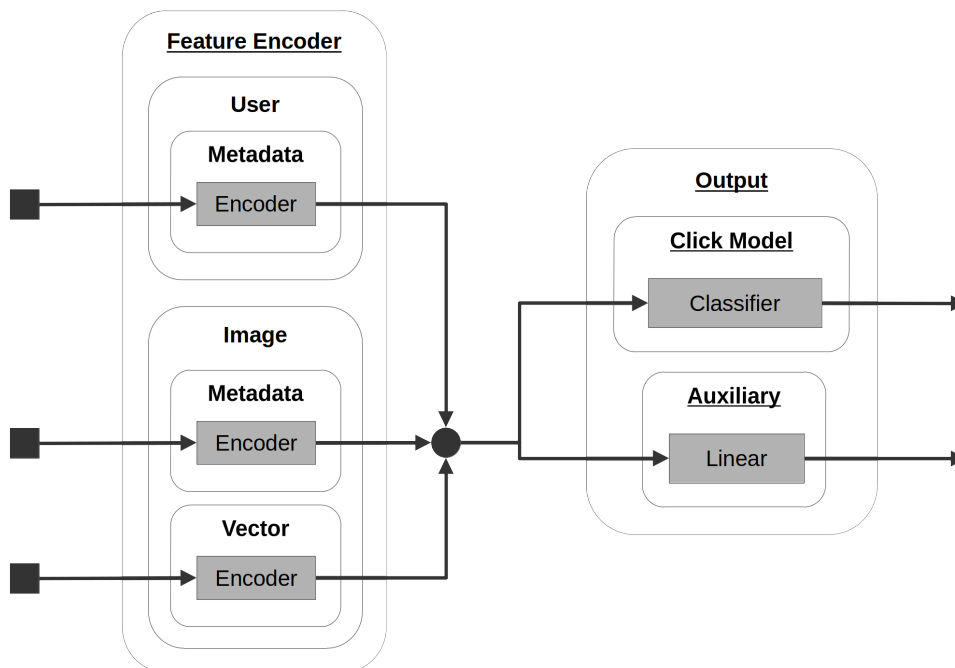 Feature Encoder
User
Metadata
Encoder
Image
Metadata
Encoder
Vector
Encoder
Output
Click Model
Classifier
Auxiliary
Linear